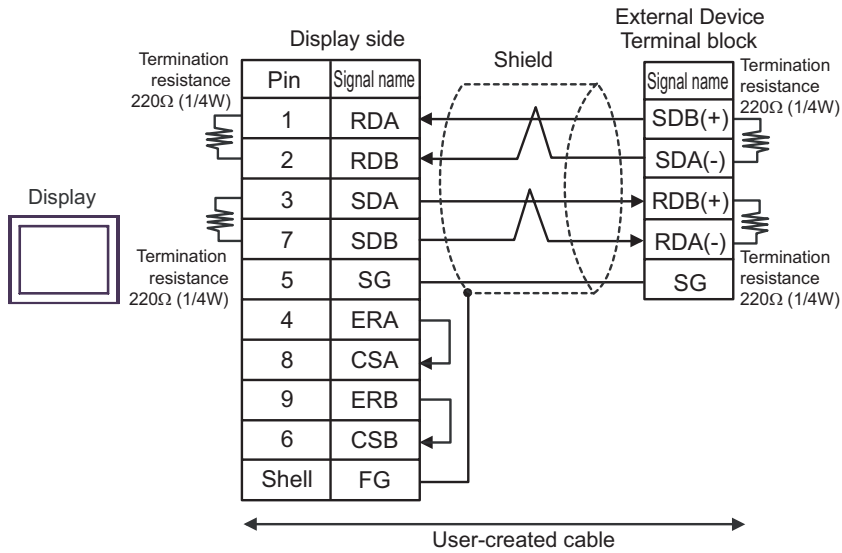 External Device
Terminal block
Display side
Shield
Termination
resistance
220Ω (1/4W)
Termination
resistance
220Ω (1/4W)
Pin Signal name
Signal name
1 RDA
SDB(+)
2 RDB
SDA(-)
3 SDA
RDB(+)
7 SDB
RDA(-)
5 SG
SG
4 ERA
8 CSA
9 ERB
6 CSB
Shell FG
Display
Termination
resistance
220Ω (1/4W)
Termination
resistance
220Ω (1/4W)
User-created cable